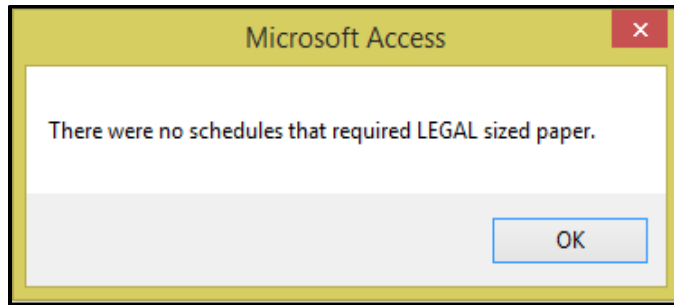 Microsoft Access
There were no schedules that required LEGAL sized paper.
OK